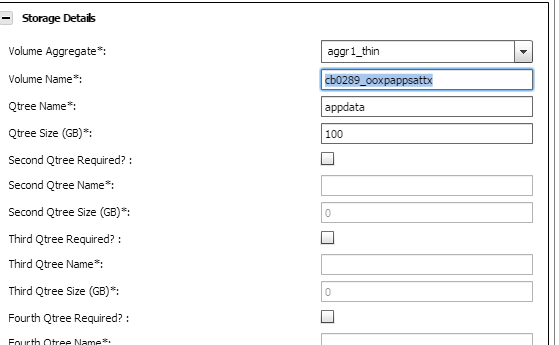 Storage Details
Volume Aggregate*: aggr1_thin
Volume Name*: cb0289_ooxpappsattx
Qtree Name*: appdata
Qtree Size (GB)*: 100
Second Qtree Required? :
Second Qtree Name*:
Second Qtree Size (GB)*: 0
Third Qtree Required? :
Third Qtree Name*:
Third Qtree Size (GB)*: 0
Fourth Qtree Required? :
Fourth Qtree Name*: